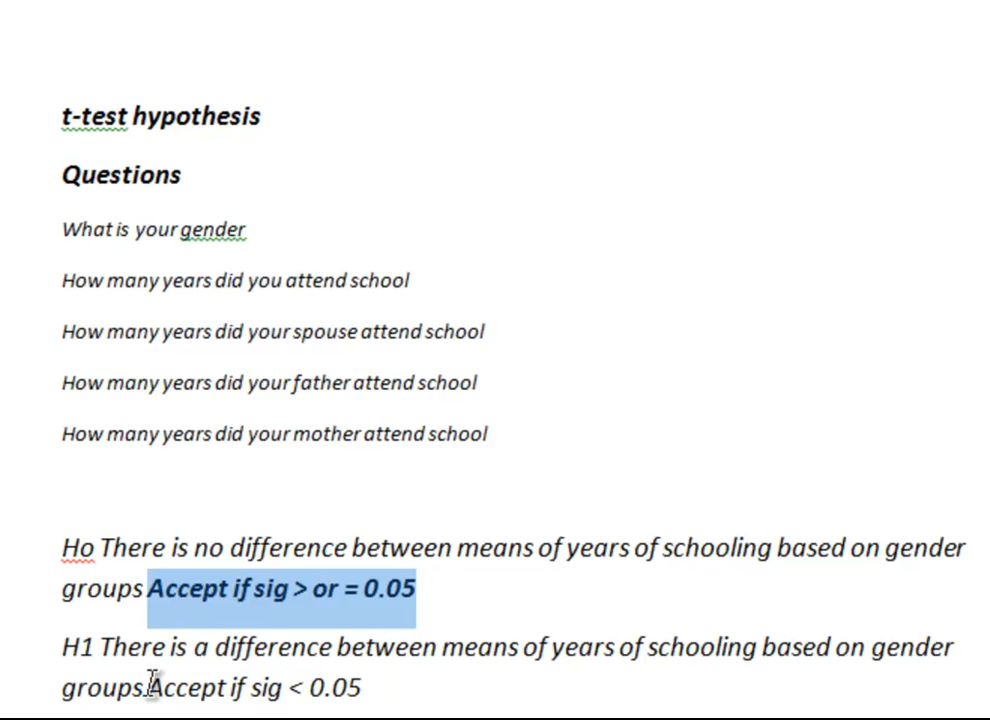 t-test hypothesis
Questions
What is your gender
How many years did you attend school
How many years did your spouse attend school
How many years did your father attend school
How many years did your mother attend school
Ho There is no difference between means of years of schooling based on gender
groups Accept if sig > or = 0.05
H1 There is a difference between means of years of schooling based on gender
groups.Accept if sig < 0.05